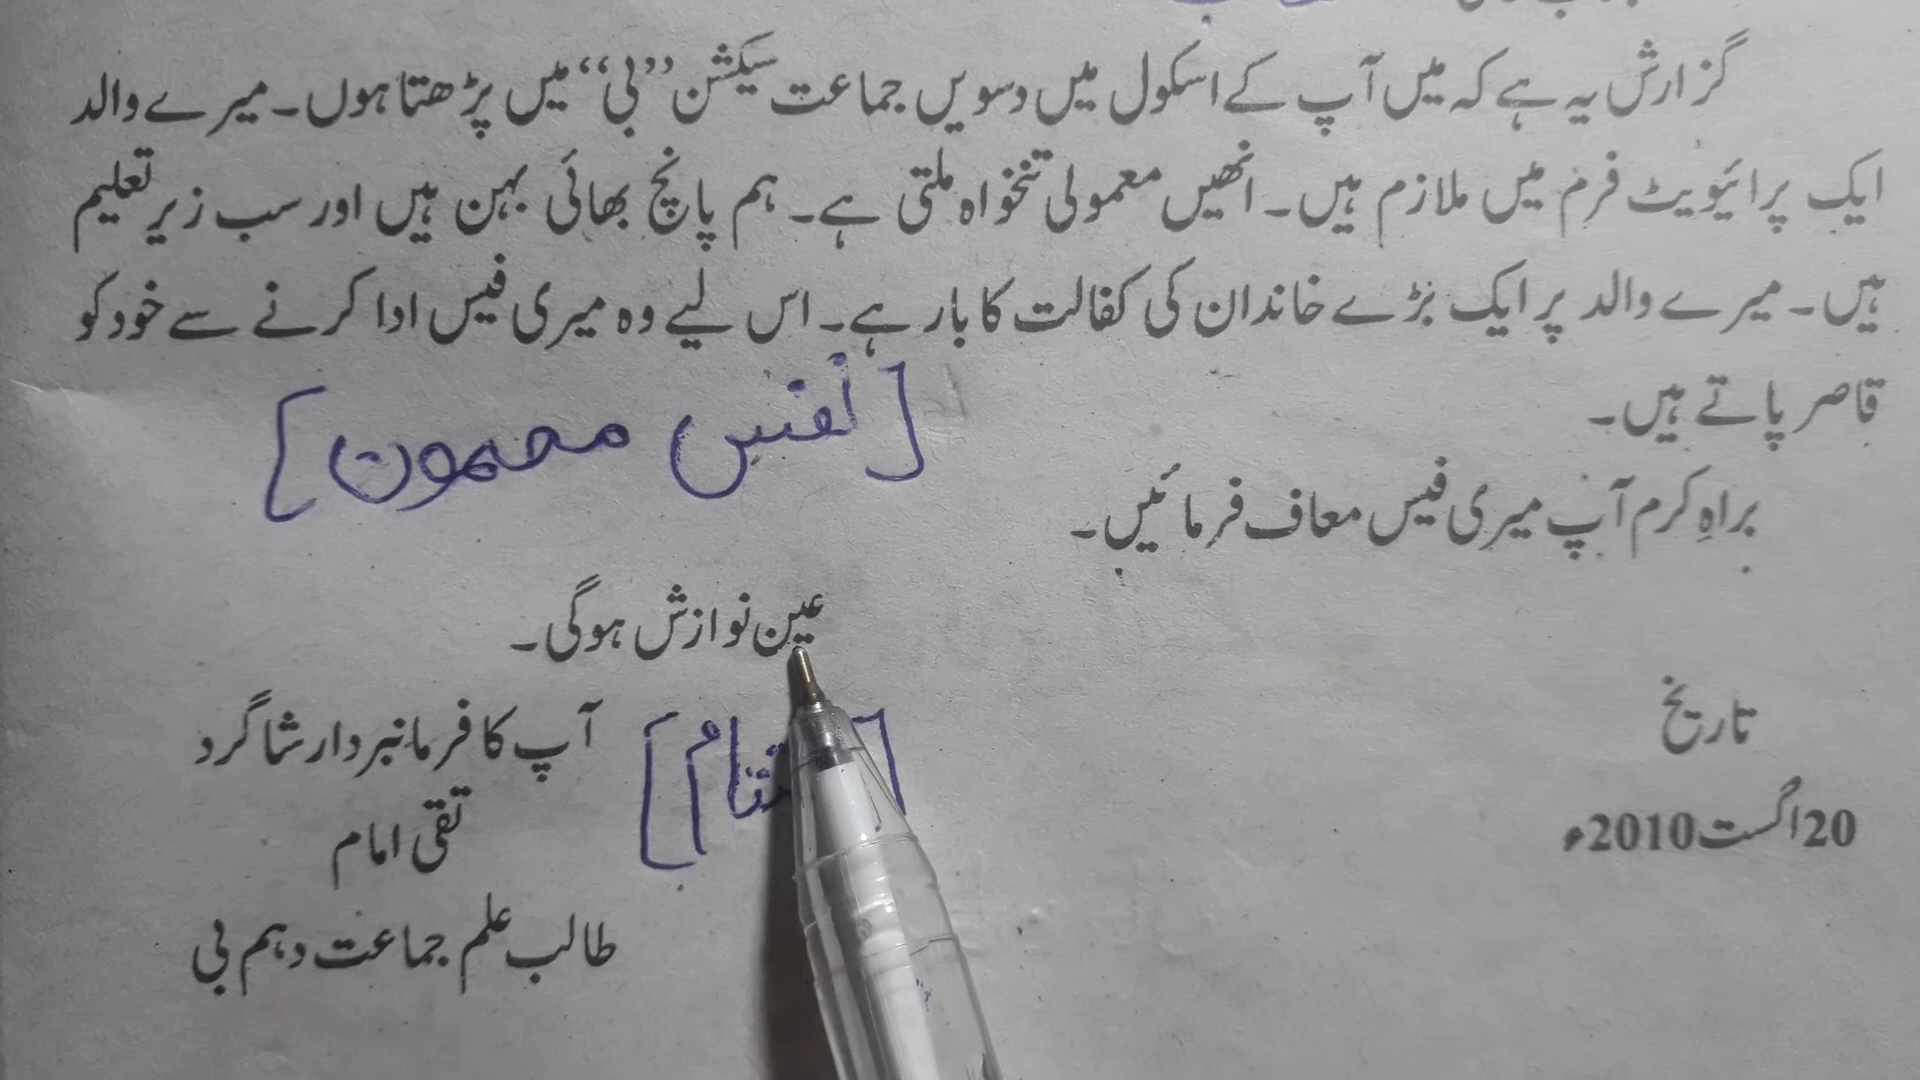 گزارش یہ ہے کہ میں آپ کے اسکول میں دسویں جماعت سیکشن ”بی“ میں پڑھتا ہوں۔ میرے والد
ایک پرائیویٹ فرم میں ملازم ہیں۔ انھیں معمولی تنخواہ ملتی ہے۔ ہم پانچ بھائی بہن ہیں اور سب زیرِ تعلیم
ہیں۔ میرے والد پر ایک بڑے خاندان کی کفالت کا بار ہے۔ اس لیے وہ میری فیس ادا کرنے سے خود کو
قاصر پاتے ہیں۔
[نفس مضمون]
براہِ کرم آپ میری فیس معاف فرمائیں۔
عین نوازش ہوگی۔
آپ کا فرمانبردار شاگرد
تقی امام
طالب علم جماعت دہم بی
تاریخ
20 اگست 2010ء